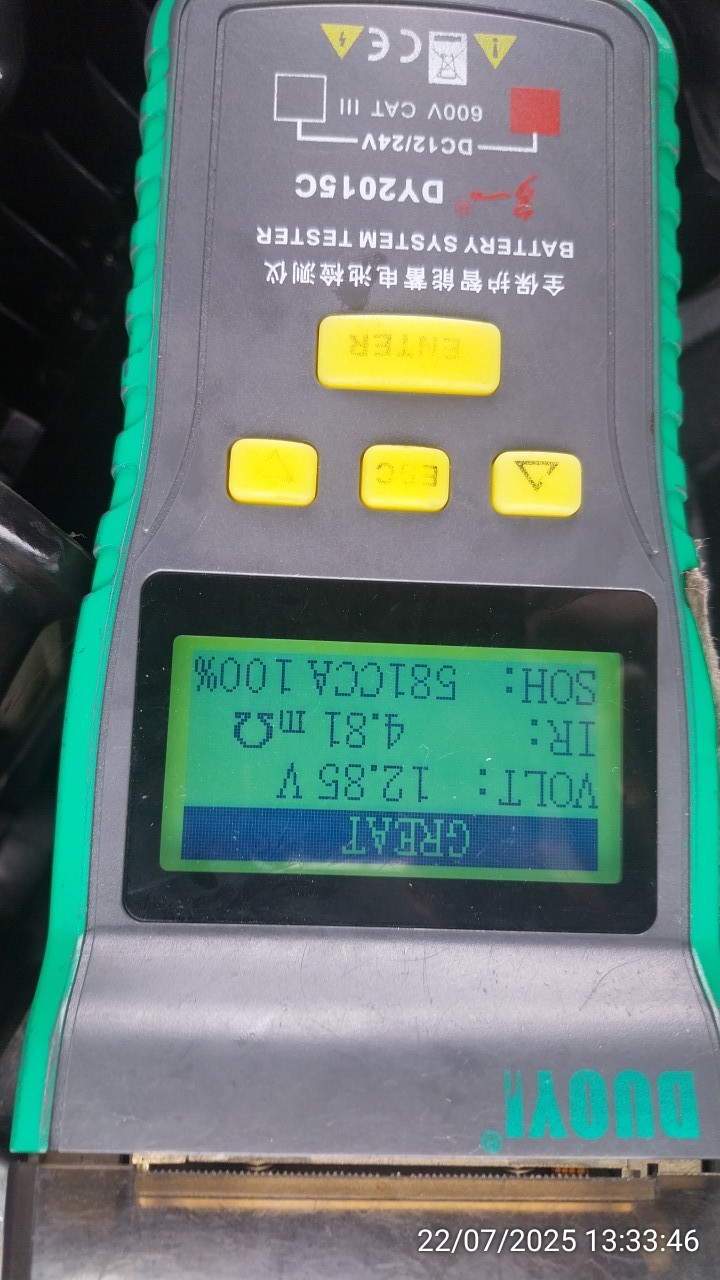 DUOYI®
GREAT
VOLT: 12.85 V
IR: 4.81 mΩ
SOH: 581CCA 100%
ESC
ENTER
全保护智能蓄电池检测仪
BATTERY SYSTEM TESTER
DY2015C
DC12/24V
600V CAT III
CE
22/07/2025 13:33:46